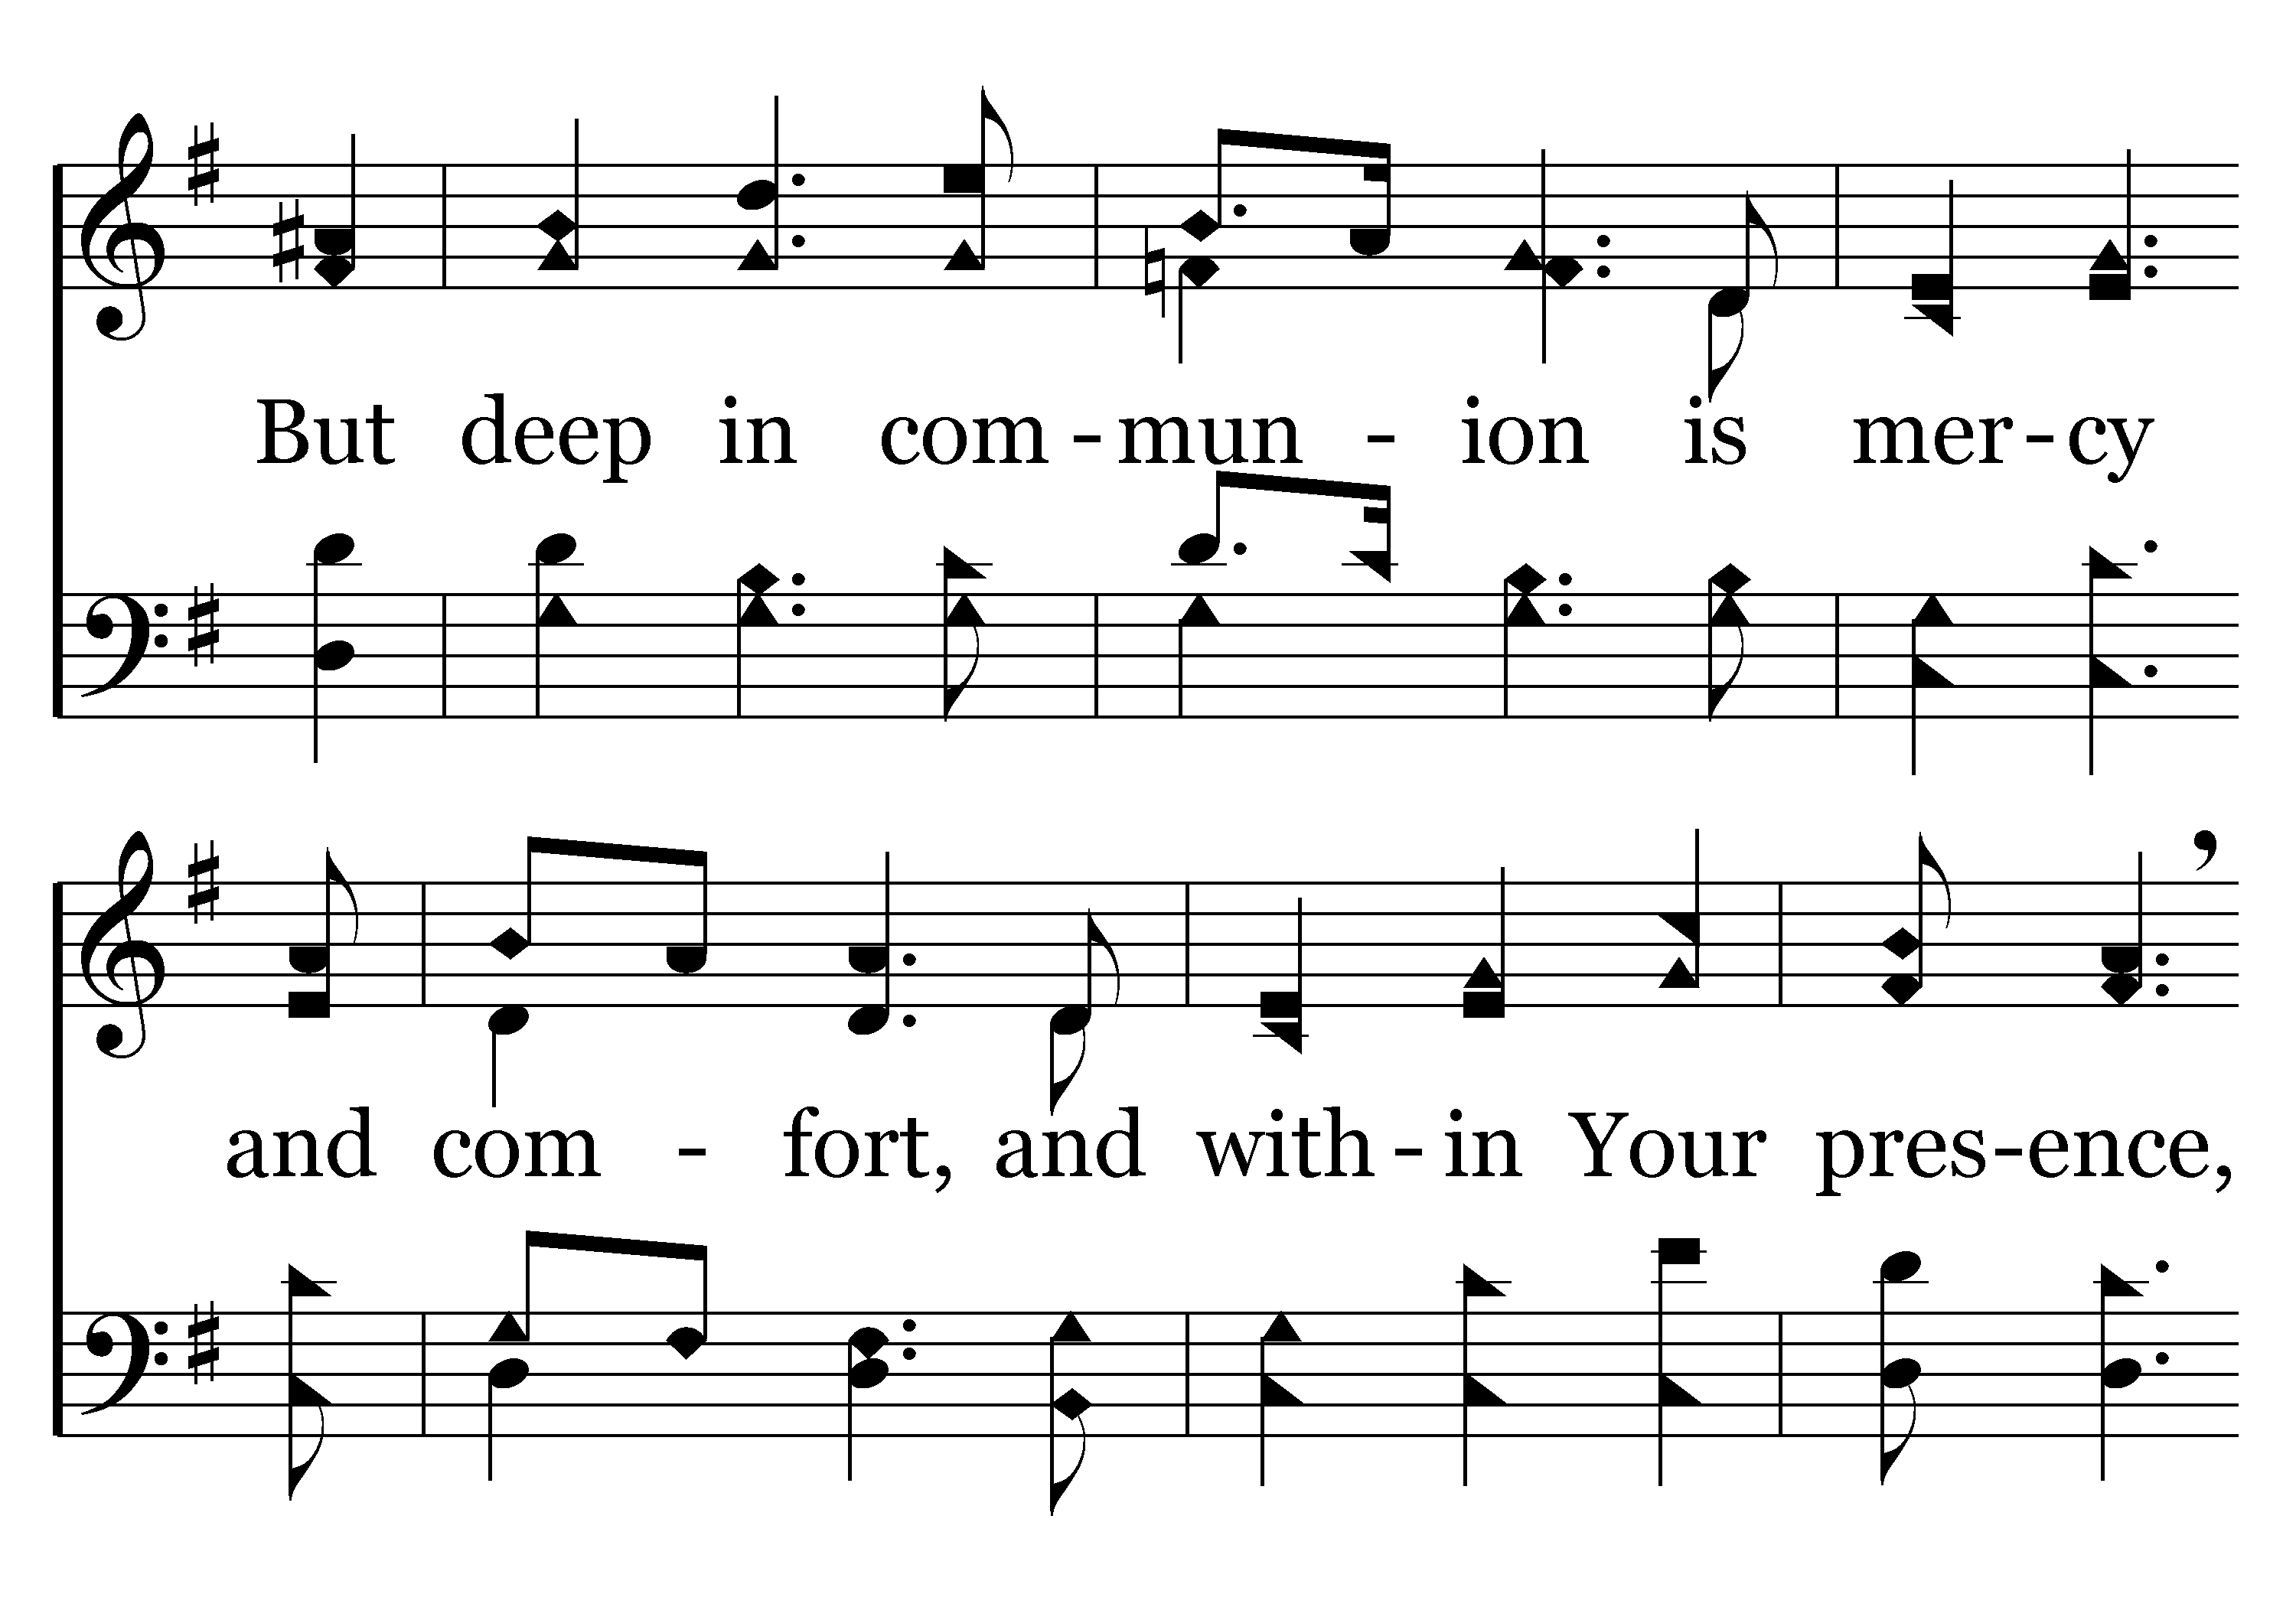 But deep in com - mun - ion is mer - cy
and com - fort, and with - in Your pres-ence,